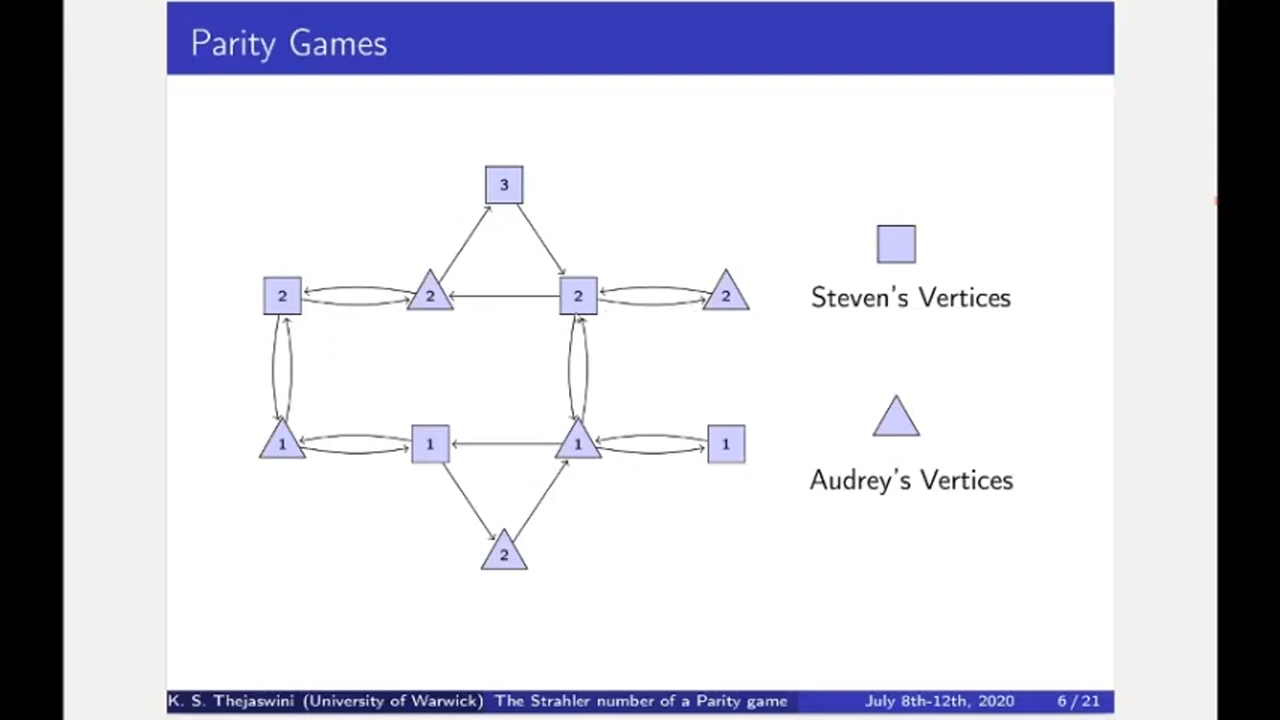 Parity Games
3
2 2 2 2
Steven's Vertices
1 1 1 1
Audrey's Vertices
2
K. S. Thejaswini (University of Warwick) The Strahler number of a Parity game July 8th-12th, 2020 6 / 21